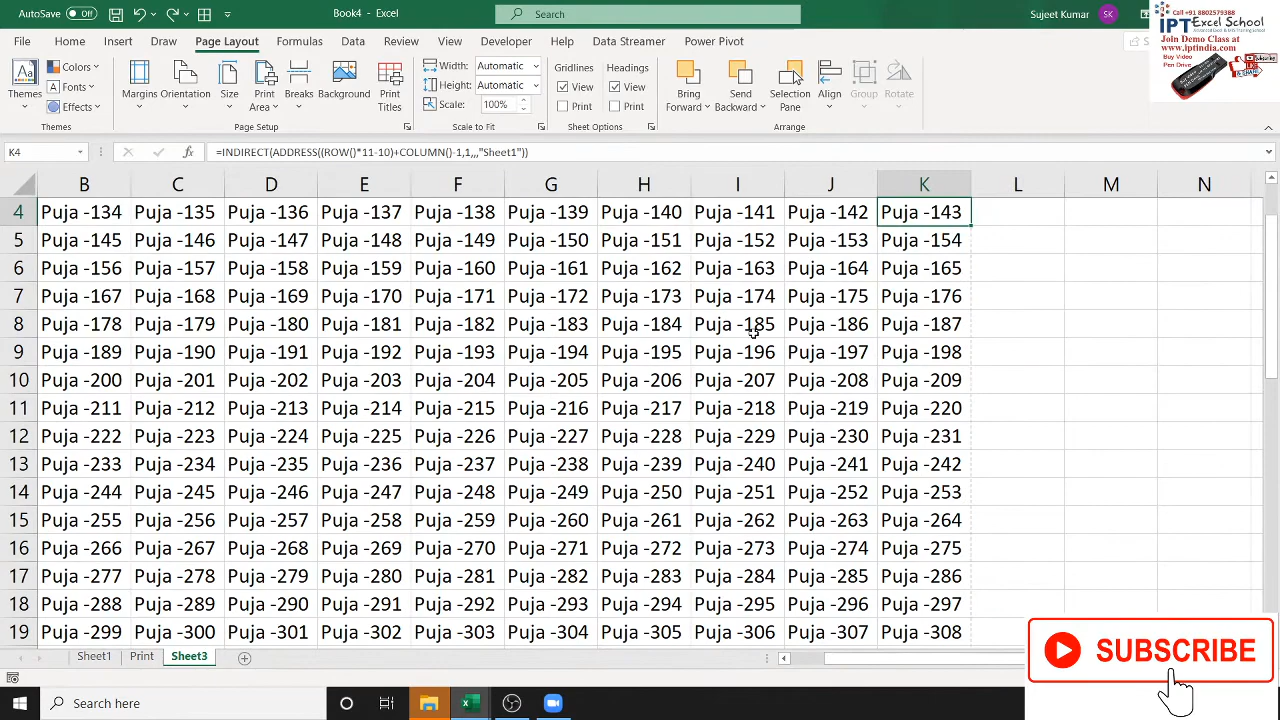 AutoSave Off Book4 - Excel Search Sujeet Kumar SK
Call +91 8802579388
IPT Excel School
Join Demo Class at
www.iptindia.com
Buy Video
Pen Drive
File Home Insert Draw Page Layout Formulas Data Review View Developer Help Data Streamer Power Pivot
Themes Colors Fonts Effects Margins Orientation Size Print Area Breaks Background Print Titles Width: Automatic Height: Automatic Scale: 100% Gridlines View Print Headings View Print Bring Forward Send Backward Selection Pane Align Group Rotate
Themes Page Setup Scale to Fit Sheet Options Arrange
K4 fx =INDIRECT(ADDRESS((ROW()*11-10)+COLUMN()-1,1,,,"Sheet1"))
B C D E F G H I J K L M N
4 Puja -134 Puja -135 Puja -136 Puja -137 Puja -138 Puja -139 Puja -140 Puja -141 Puja -142 Puja -143
5 Puja -145 Puja -146 Puja -147 Puja -148 Puja -149 Puja -150 Puja -151 Puja -152 Puja -153 Puja -154
6 Puja -156 Puja -157 Puja -158 Puja -159 Puja -160 Puja -161 Puja -162 Puja -163 Puja -164 Puja -165
7 Puja -167 Puja -168 Puja -169 Puja -170 Puja -171 Puja -172 Puja -173 Puja -174 Puja -175 Puja -176
8 Puja -178 Puja -179 Puja -180 Puja -181 Puja -182 Puja -183 Puja -184 Puja -185 Puja -186 Puja -187
9 Puja -189 Puja -190 Puja -191 Puja -192 Puja -193 Puja -194 Puja -195 Puja -196 Puja -197 Puja -198
10 Puja -200 Puja -201 Puja -202 Puja -203 Puja -204 Puja -205 Puja -206 Puja -207 Puja -208 Puja -209
11 Puja -211 Puja -212 Puja -213 Puja -214 Puja -215 Puja -216 Puja -217 Puja -218 Puja -219 Puja -220
12 Puja -222 Puja -223 Puja -224 Puja -225 Puja -226 Puja -227 Puja -228 Puja -229 Puja -230 Puja -231
13 Puja -233 Puja -234 Puja -235 Puja -236 Puja -237 Puja -238 Puja -239 Puja -240 Puja -241 Puja -242
14 Puja -244 Puja -245 Puja -246 Puja -247 Puja -248 Puja -249 Puja -250 Puja -251 Puja -252 Puja -253
15 Puja -255 Puja -256 Puja -257 Puja -258 Puja -259 Puja -260 Puja -261 Puja -262 Puja -263 Puja -264
16 Puja -266 Puja -267 Puja -268 Puja -269 Puja -270 Puja -271 Puja -272 Puja -273 Puja -274 Puja -275
17 Puja -277 Puja -278 Puja -279 Puja -280 Puja -281 Puja -282 Puja -283 Puja -284 Puja -285 Puja -286
18 Puja -288 Puja -289 Puja -290 Puja -291 Puja -292 Puja -293 Puja -294 Puja -295 Puja -296 Puja -297
19 Puja -299 Puja -300 Puja -301 Puja -302 Puja -303 Puja -304 Puja -305 Puja -306 Puja -307 Puja -308
Sheet1 Print Sheet3
SUBSCRIBE
Search here